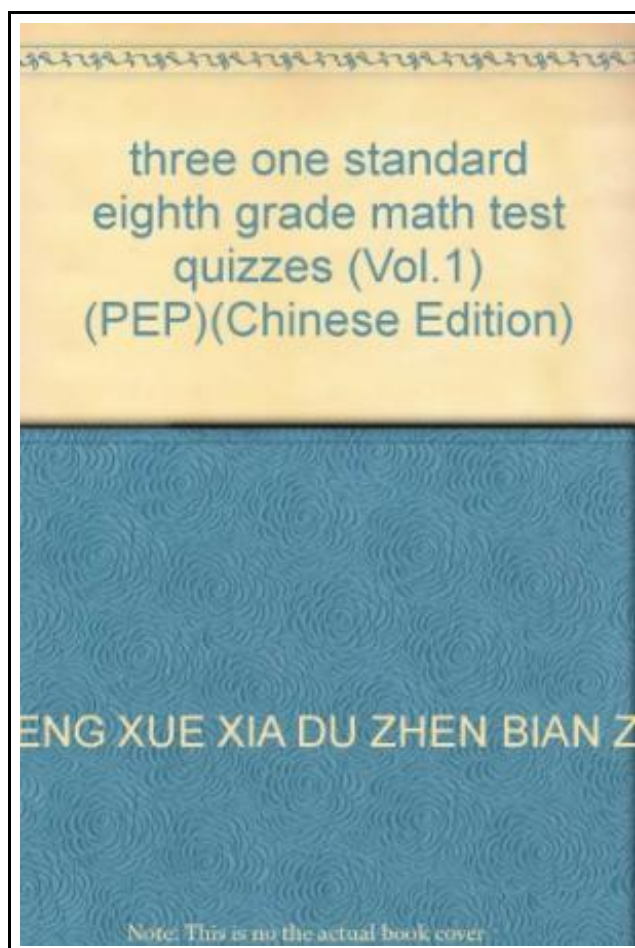 three one standard
eighth grade math test
quizzes (Vol.1)
(PEP)(Chinese Edition)
ENG XUE XIA DU ZHEN BIAN Z
Note: This is no the actual book cover